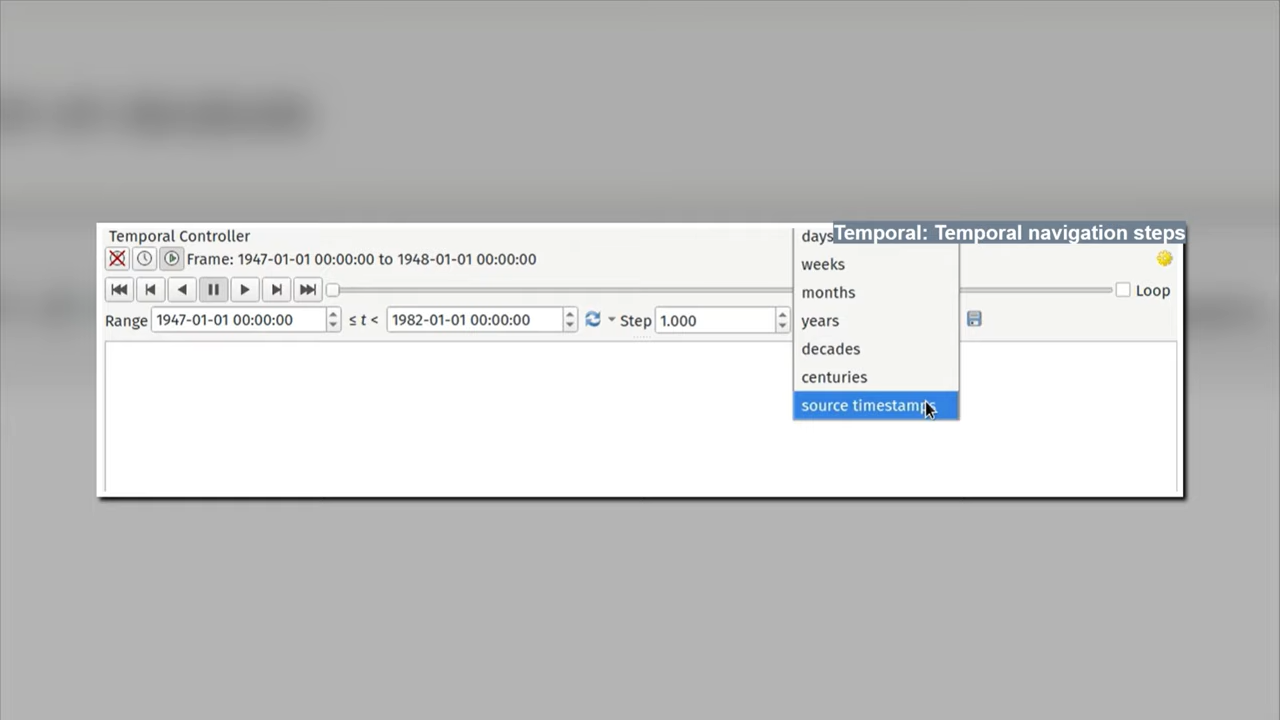 Temporal Controller
days
Temporal: Temporal navigation steps
Frame: 1947-01-01 00:00:00 to 1948-01-01 00:00:00
weeks
months
Loop
Range 1947-01-01 00:00:00 ≤ t < 1982-01-01 00:00:00 Step 1.000
years
decades
centuries
source timestamps